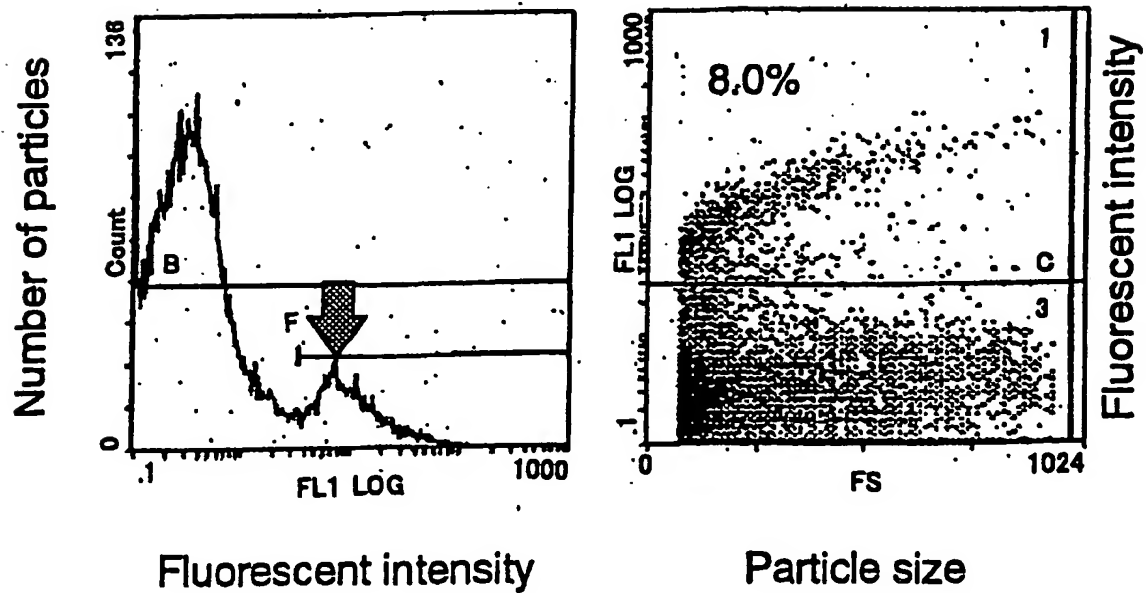 Number of particles
138
Count
0
B
F
.1
1000
FL1 LOG
Fluorescent intensity
1000
FL1 LOG
.1
8.0%
1
C
3
0
1024
FS
Particle size
Fluorescent intensity